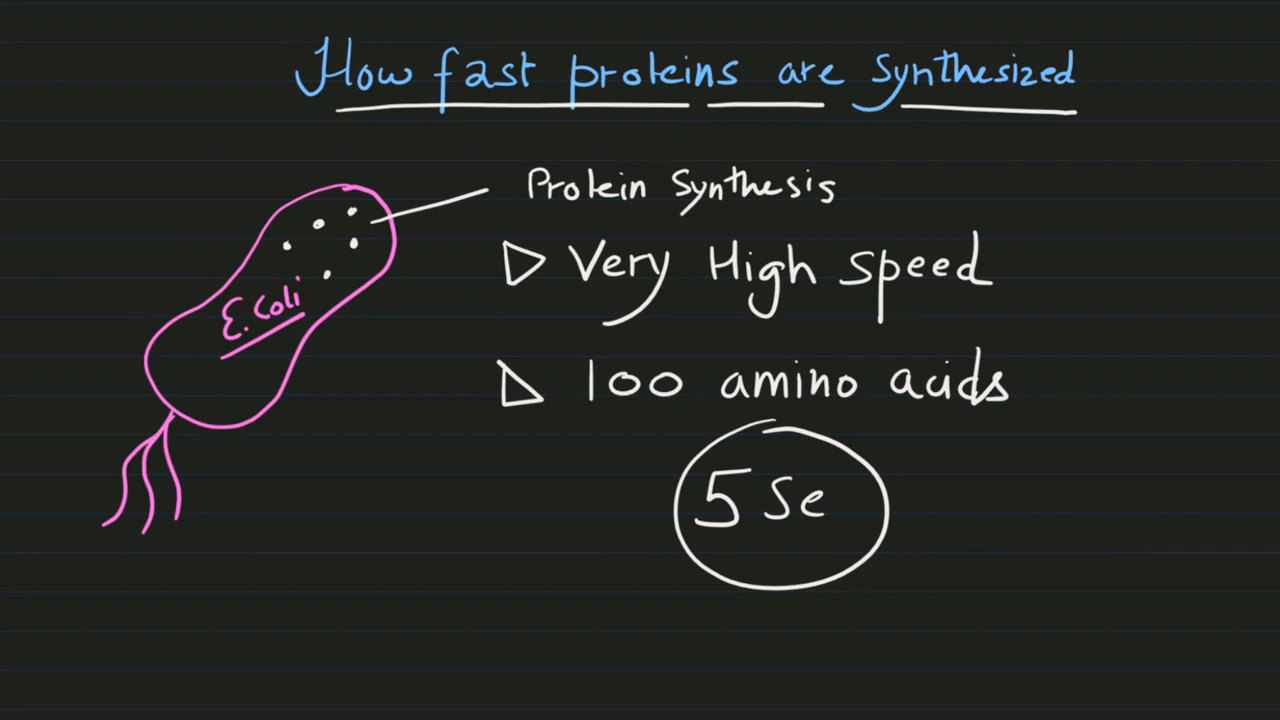 How fast proteins are synthesized
Protein Synthesis
▷ Very High speed
▷ 100 amino acids
5 Se
E. Coli